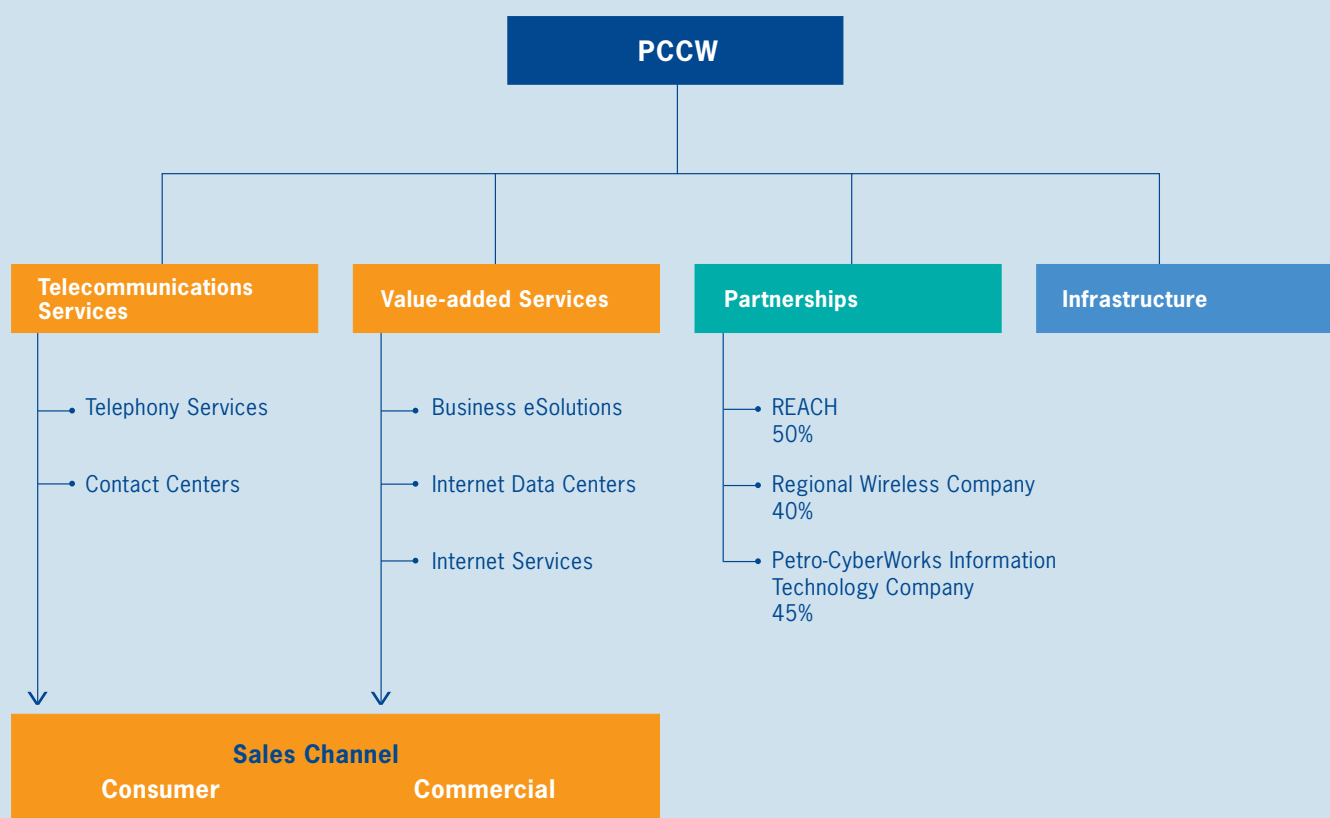 PCCW
Telecommunications
Services
Value-added Services
Partnerships
Infrastructure
Telephony Services
Contact Centers
Business eSolutions
Internet Data Centers
Internet Services
REACH
50%
Regional Wireless Company
40%
Petro-CyberWorks Information
Technology Company
45%
Sales Channel
Consumer
Commercial